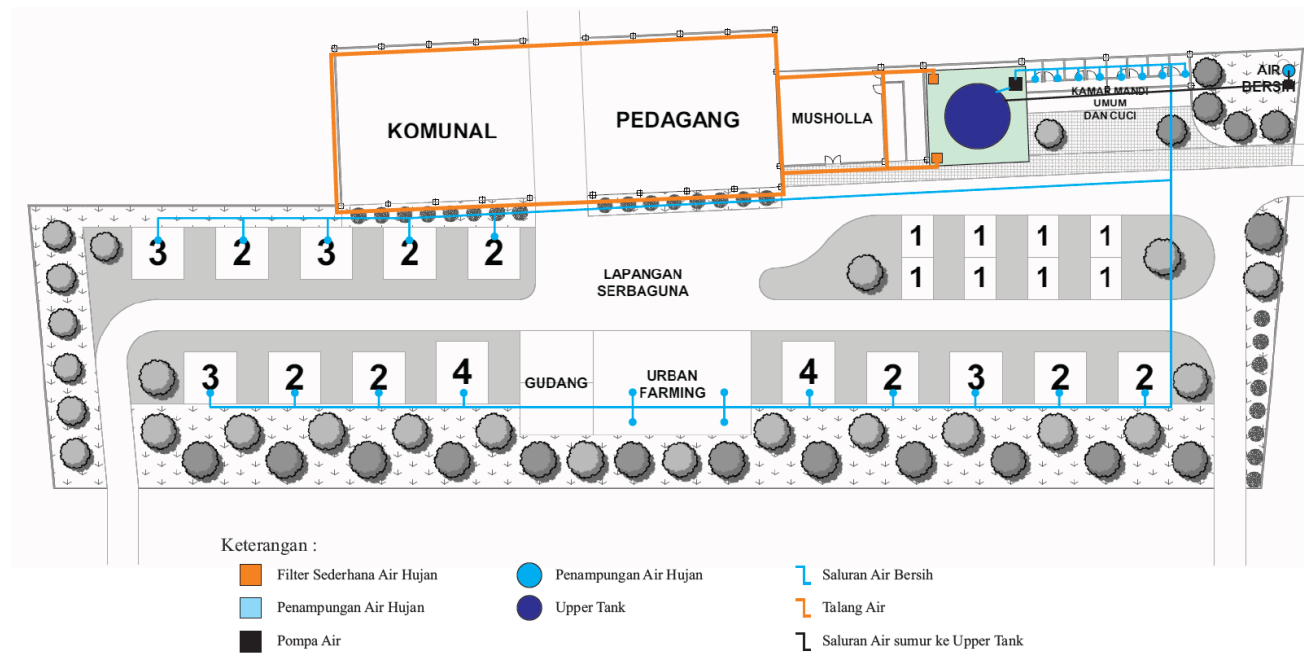 KOMUNAL
PEDAGANG
MUSHOLLA
KAMAR MANDI
UMUM
DAN CUCI
AIR
BERSIH
3 2 3 2 2
LAPANGAN
SERBAGUNA
1 1 1 1
1 1 1 1
3 2 2 4
GUDANG
URBAN
FARMING
4 2 3 2 2
Keterangan :
Filter Sederhana Air Hujan
Penampungan Air Hujan
Pompa Air
Penampungan Air Hujan
Upper Tank
Saluran Air Bersih
Talang Air
Saluran Air sumur ke Upper Tank